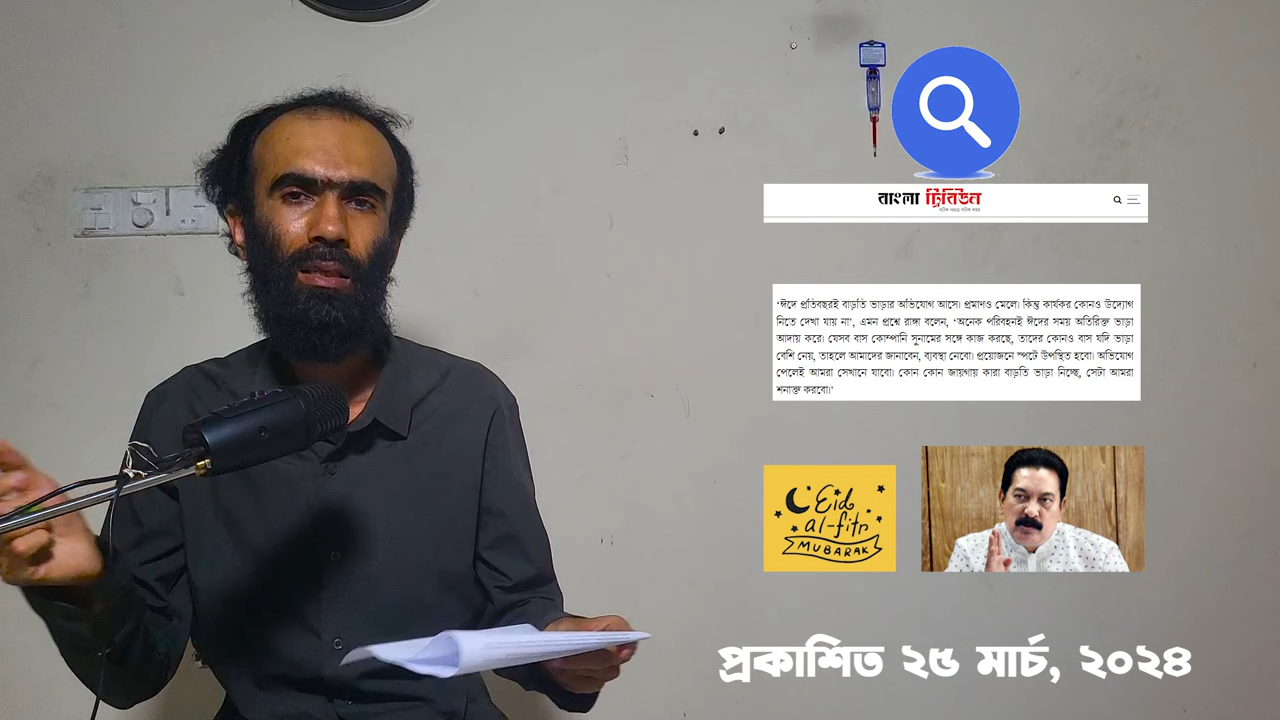 বাংলা ট্রিবিউন
‘ঈদে প্রতিবছরই বাড়তি ভাড়ার অভিযোগ আসে। প্রমাণও মেলে। কিন্তু কার্যকর কোনও উদ্যোগ
নিতে দেখা যায় না’, এমন প্রশ্নে রাঙ্গা বলেন, ‘অনেক পরিবহনই ঈদের সময় অতিরিক্ত ভাড়া
আদায় করে। যেসব বাস কোম্পানি সুনামের সঙ্গে কাজ করছে, তাদের কোনও বাস যদি ভাড়া
বেশি নেয়, তাহলে আমাদের জানাবেন, ব্যবস্থা নেবো। প্রয়োজনে স্পটে উপস্থিত হবো। অভিযোগ
পেলেই আমরা সেখানে যাবো। কোন কোন জায়গায় কারা বাড়তি ভাড়া নিচ্ছে, সেটা আমরা
শনাক্ত করবো।’
Eid
al-fitr
MUBARAK
প্রকাশিত ২৫ মার্চ, ২০২৪